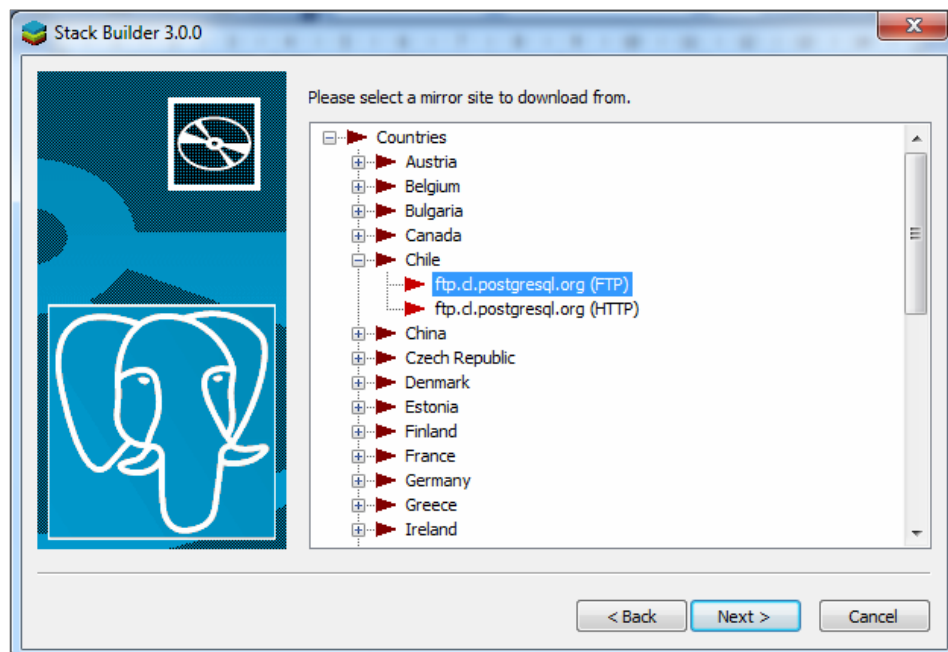 Stack Builder 3.0.0
Please select a mirror site to download from.
Countries
Austria
Belgium
Bulgaria
Canada
Chile
ftp.cl.postgresql.org (FTP)
ftp.cl.postgresql.org (HTTP)
China
Czech Republic
Denmark
Estonia
Finland
France
Germany
Greece
Ireland
< Back Next > Cancel